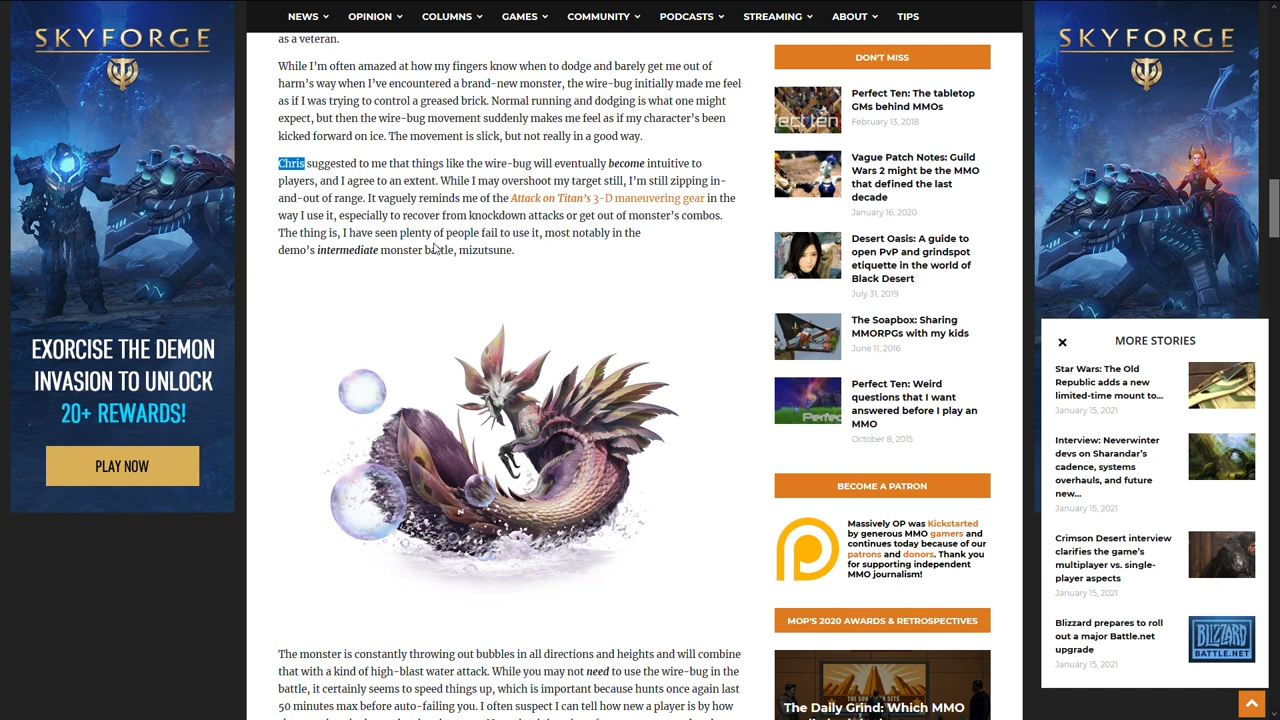 NEWS OPINION COLUMNS GAMES COMMUNITY PODCASTS STREAMING ABOUT TIPS
SKYFORGE
EXORCISE THE DEMON
INVASION TO UNLOCK
20+ REWARDS!
PLAY NOW
as a veteran.
While I'm often amazed at how my fingers know when to dodge and barely get me out of
harm's way when I've encountered a brand-new monster, the wire-bug initially made me feel
as if I was trying to control a greased brick. Normal running and dodging is what one might
expect, but then the wire-bug movement suddenly makes me feel as if my character's been
kicked forward on ice. The movement is slick, but not really in a good way.
Chris suggested to me that things like the wire-bug will eventually become intuitive to
players, and I agree to an extent. While I may overshoot my target still, I'm still zipping in-
and-out of range. It vaguely reminds me of the Attack on Titan's 3-D maneuvering gear in the
way I use it, especially to recover from knockdown attacks or get out of monster's combos.
The thing is, I have seen plenty of people fail to use it, most notably in the
demo's intermediate monster battle, mizutsune.
The monster is constantly throwing out bubbles in all directions and heights and will combine
that with a kind of high-blast water attack. While you may not need to use the wire-bug in the
battle, it certainly seems to speed things up, which is important because hunts once again last
50 minutes max before auto-failing you. I often suspect I can tell how new a player is by how
DON'T MISS
Perfect Ten: The tabletop
GMs behind MMOs
February 13, 2018
Vague Patch Notes: Guild
Wars 2 might be the MMO
that defined the last
decade
January 16, 2020
Desert Oasis: A guide to
open PvP and grindspot
etiquette in the world of
Black Desert
July 31, 2019
The Soapbox: Sharing
MMORPGs with my kids
June 11, 2016
Perfect Ten: Weird
questions that I want
answered before I play an
MMO
October 8, 2015
BECOME A PATRON
Massively OP was Kickstarted
by generous MMO gamers and
continues today because of our
patrons and donors. Thank you
for supporting independent
MMO journalism!
MOP'S 2020 AWARDS & RETROSPECTIVES
The Daily Grind: Which MMO
SKYFORGE
MORE STORIES
Star Wars: The Old
Republic adds a new
limited-time mount to...
January 15, 2021
Interview: Neverwinter
devs on Sharandar's
cadence, systems
overhauls, and future
new...
January 15, 2021
Crimson Desert interview
clarifies the game's
multiplayer vs. single-
player aspects
January 15, 2021
Blizzard prepares to roll
out a major Battle.net
upgrade
January 15, 2021
BLIZZARD
BATTLE.NET